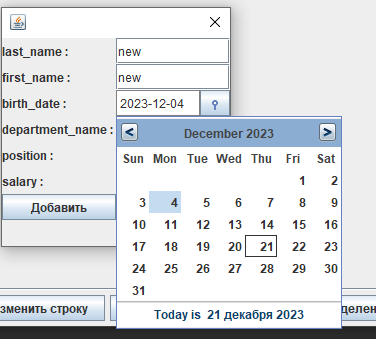 last_name : new
first_name : new
birth_date : 2023-12-04
department_name :
position :
salary :
Добавить
< December 2023 >
Sun Mon Tue Wed Thu Fri Sat
1 2
3 4 5 6 7 8 9
10 11 12 13 14 15 16
17 18 19 20 21 22 23
24 25 26 27 28 29 30
31
Today is 21 декабря 2023
зменить строку
делен